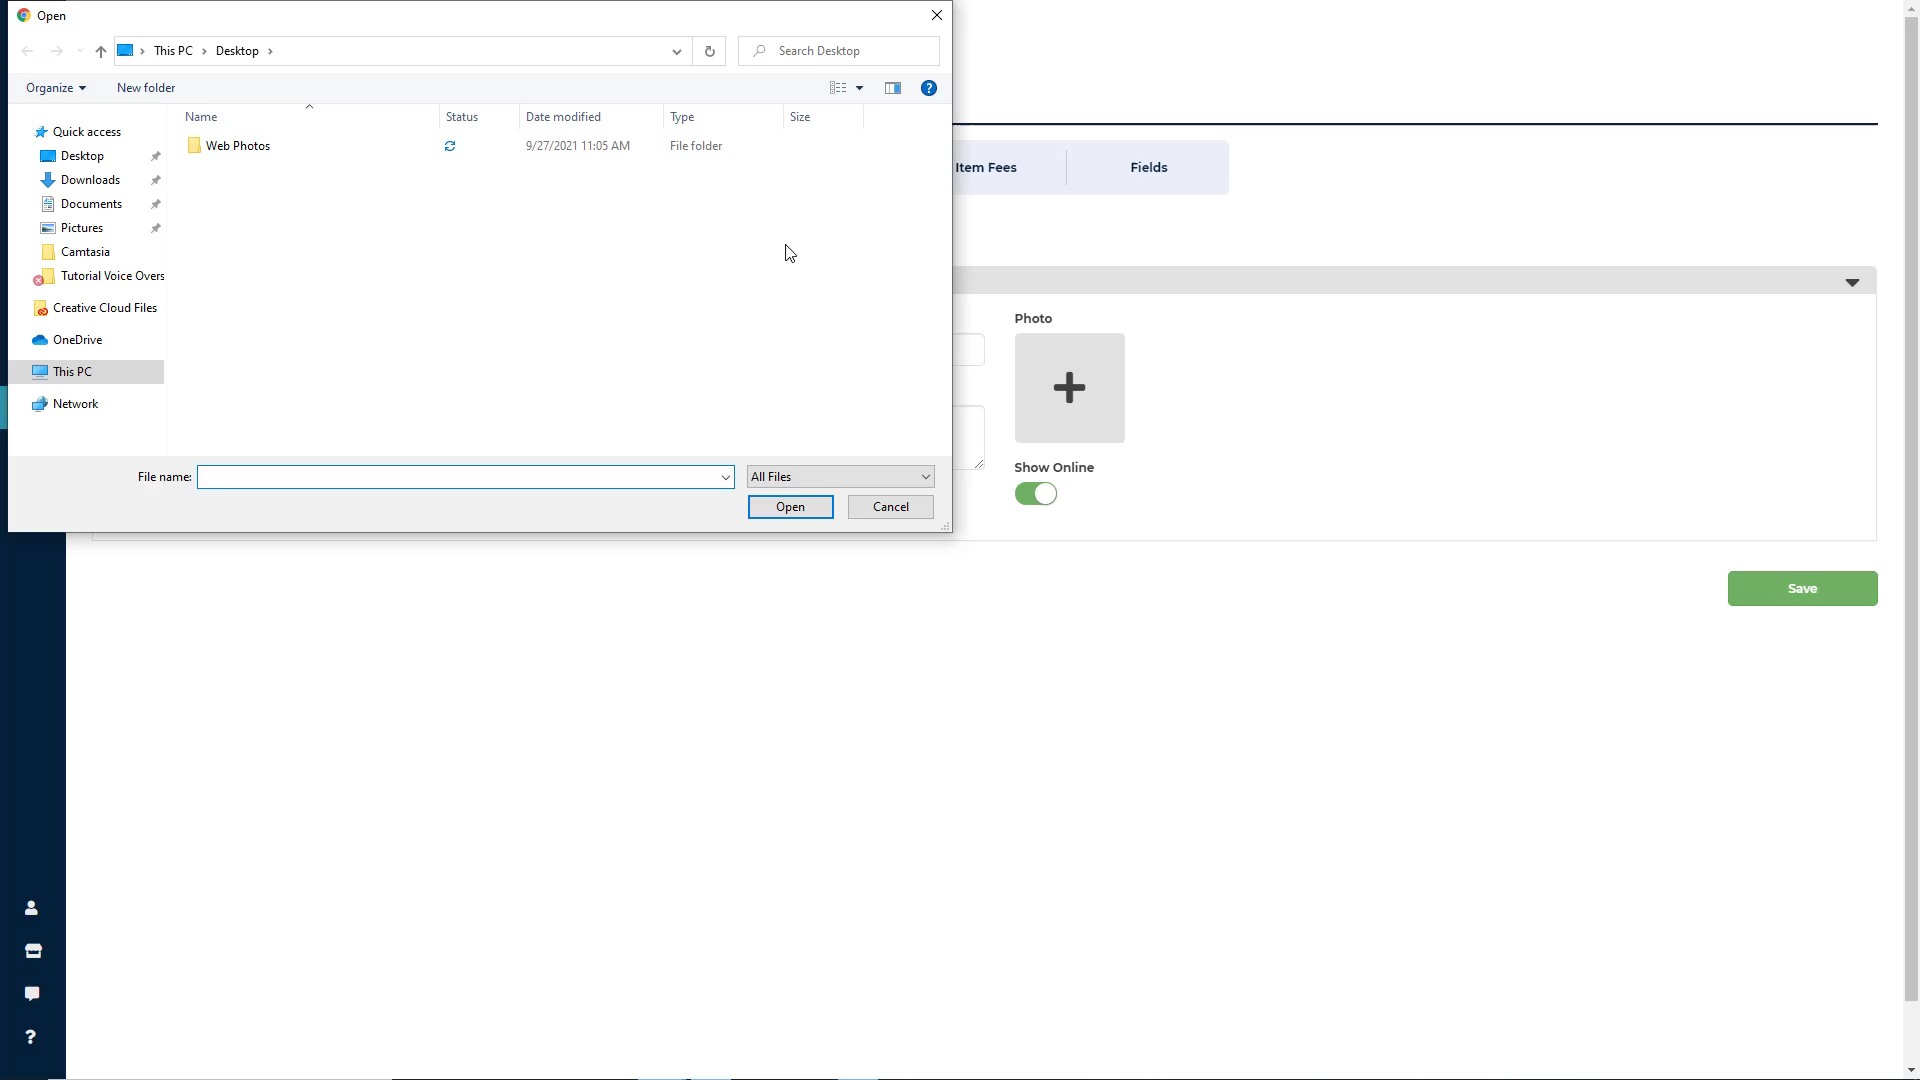 Open
This PC
Desktop
Search Desktop
Organize
New folder
?
Name
Status
Date modified
Type
Size
Web Photos
9/27/2021 11:05 AM
File folder
Quick access
Desktop
Downloads
Documents
Pictures
Camtasia
Tutorial Voice Overs
Creative Cloud Files
OneDrive
This PC
Network
File name:
All Files
Open
Cancel
Item Fees
Fields
Photo
Show Online
Save
?